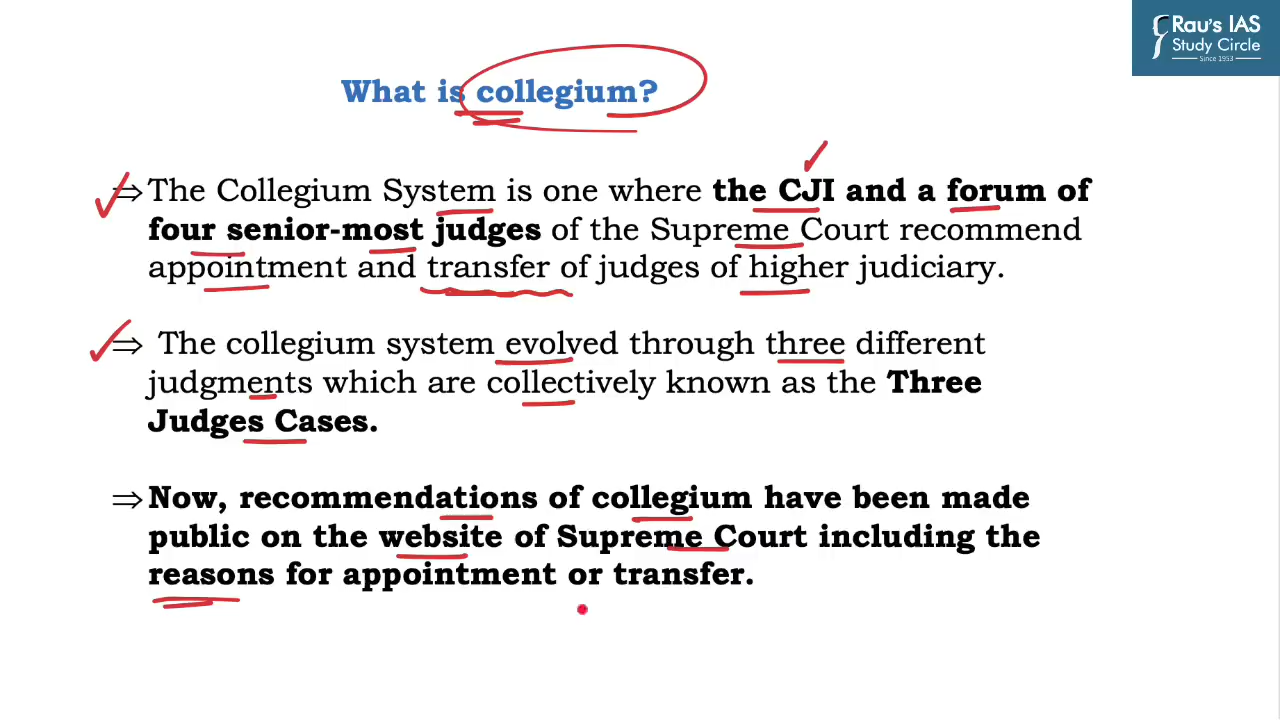 Rau's IAS
Study Circle
Since 1953
What is collegium?
⇒ The Collegium System is one where the CJI and a forum of
four senior-most judges of the Supreme Court recommend
appointment and transfer of judges of higher judiciary.
⇒ The collegium system evolved through three different
judgments which are collectively known as the Three
Judges Cases.
⇒ Now, recommendations of collegium have been made
public on the website of Supreme Court including the
reasons for appointment or transfer.